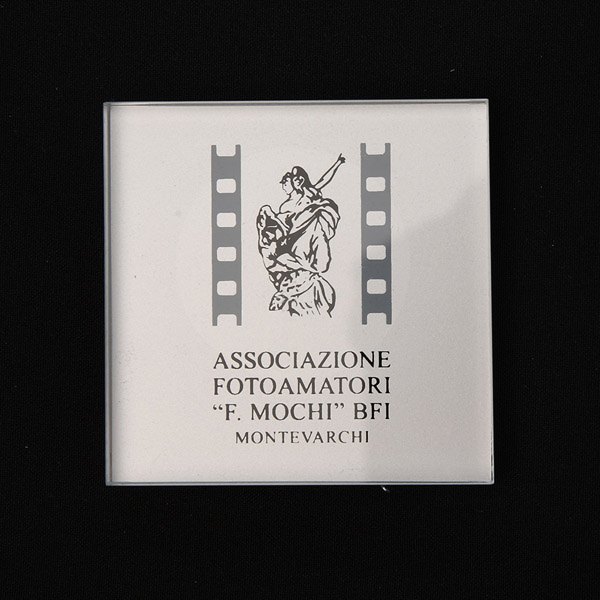 ASSOCIAZIONE
FOTOAMATORI
“F. MOCHI” BFI
MONTEVARCHI